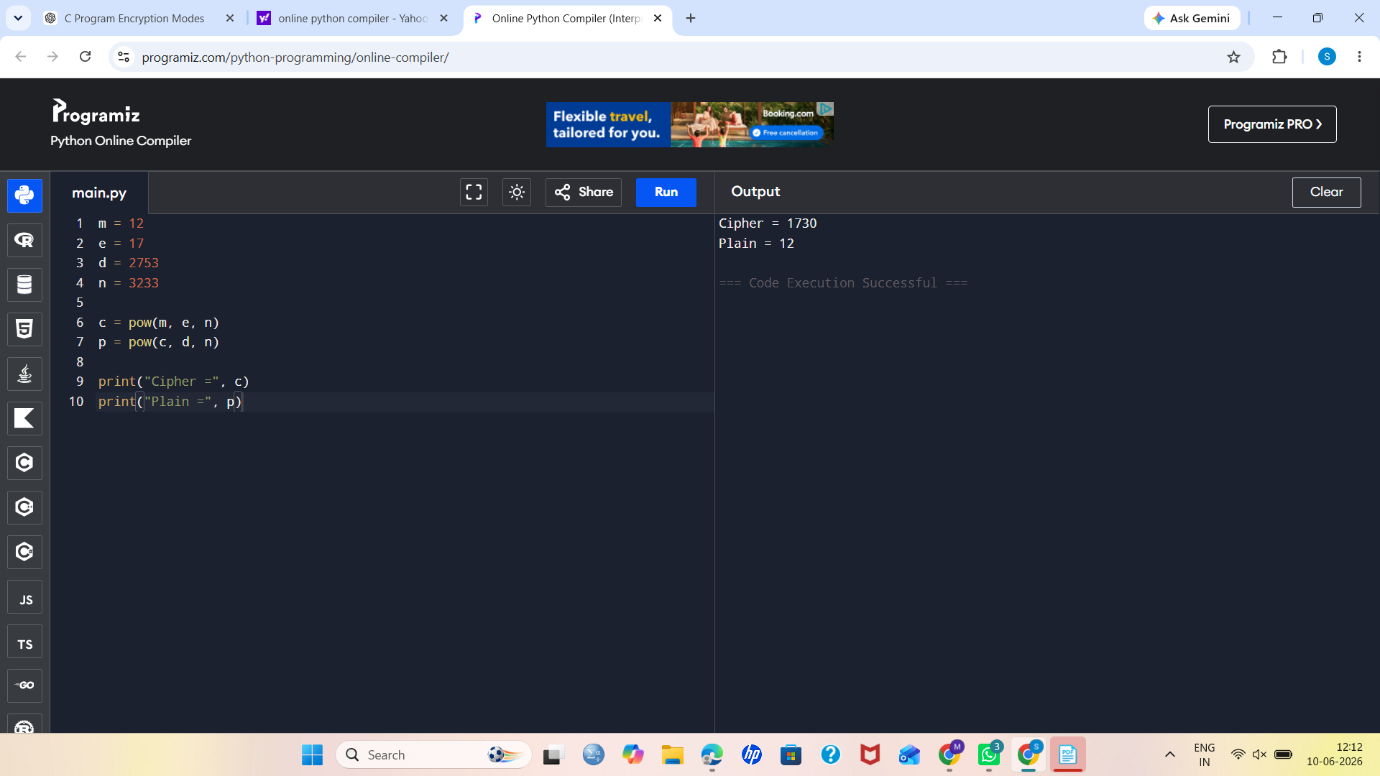 C Program Encryption Modes
online python compiler - Yahoo
Online Python Compiler (Interp
Ask Gemini
programiz.com/python-programming/online-compiler/
S
Programiz
Python Online Compiler
Flexible travel,
tailored for you.
Booking.com
Free cancellation
Programiz PRO
main.py
Share
Run
Output
Clear
1 m = 12
2 e = 17
3 d = 2753
4 n = 3233
5
6 c = pow(m, e, n)
7 p = pow(c, d, n)
8
9 print("Cipher =", c)
10 print("Plain =", p)
Cipher = 1730
Plain = 12
=== Code Execution Successful ===
R
5
C
C
C
JS
TS
GO
Search
hp
M
3
S
PDF
ENG
IN
12:12
10-06-2026